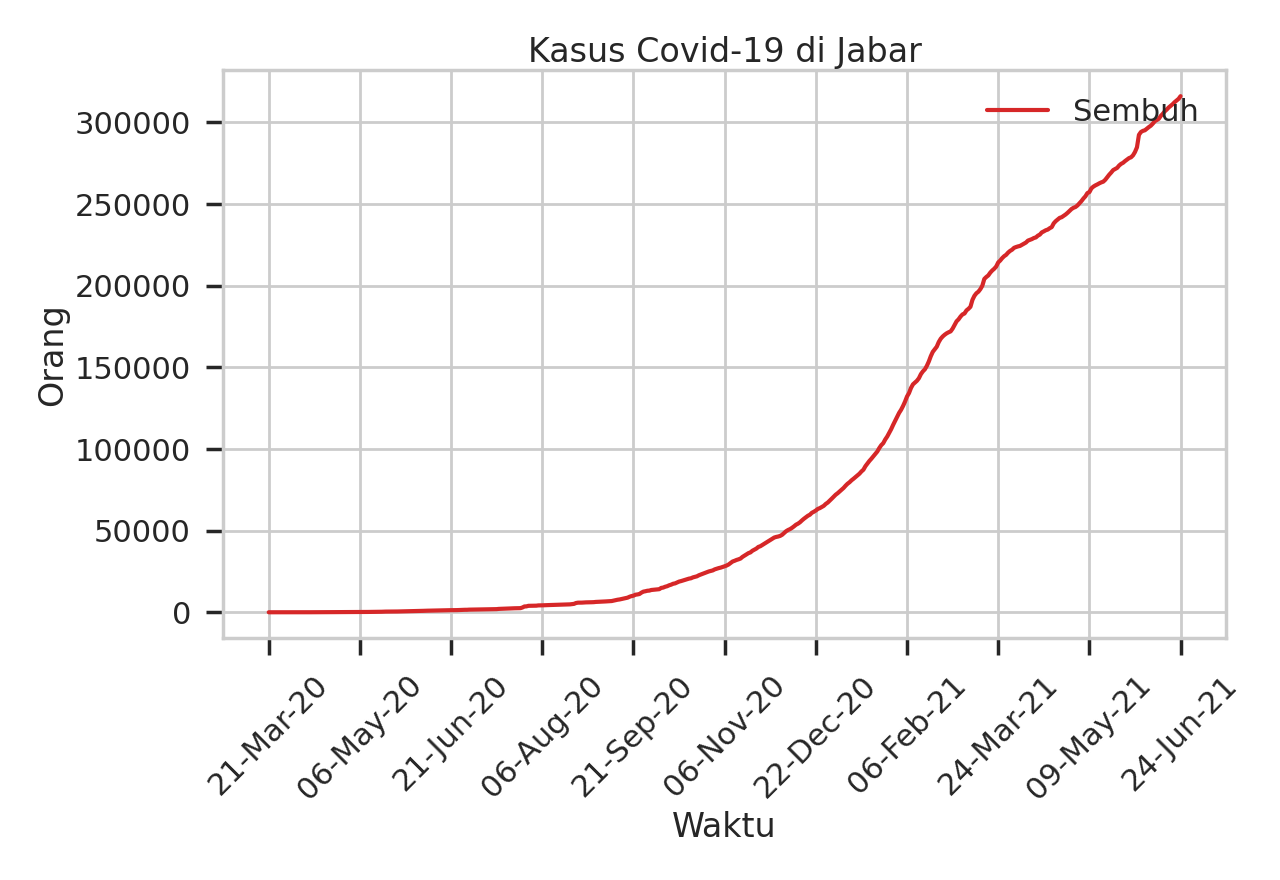 Kasus Covid-19 di Jabar
Sembuh
300000
250000
200000
150000
100000
50000
0
Orang
21-Mar-20
06-May-20
21-Jun-20
06-Aug-20
21-Sep-20
06-Nov-20
22-Dec-20
06-Feb-21
24-Mar-21
09-May-21
24-Jun-21
Waktu